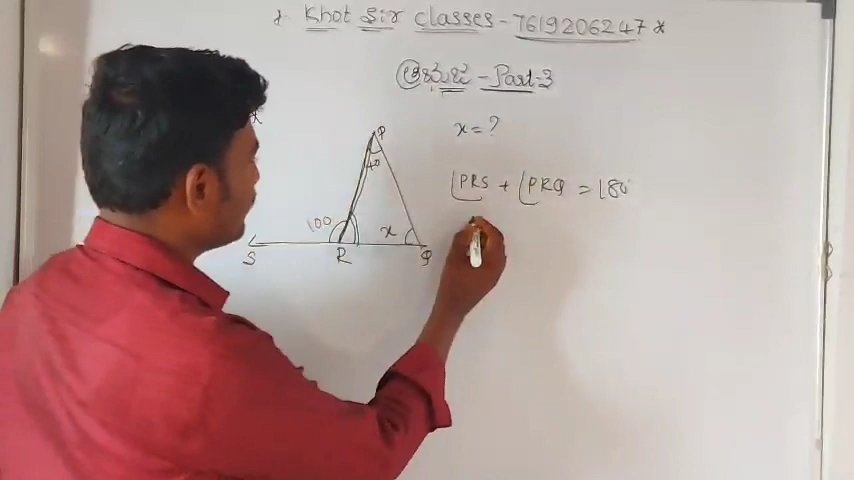 * Khot Sir Classes - 7619206247 *
ತ್ರಿಭುಜ - Part-3
x = ?
∠PRS + ∠PRQ = 180°
P
40
100
x
S
R
Q